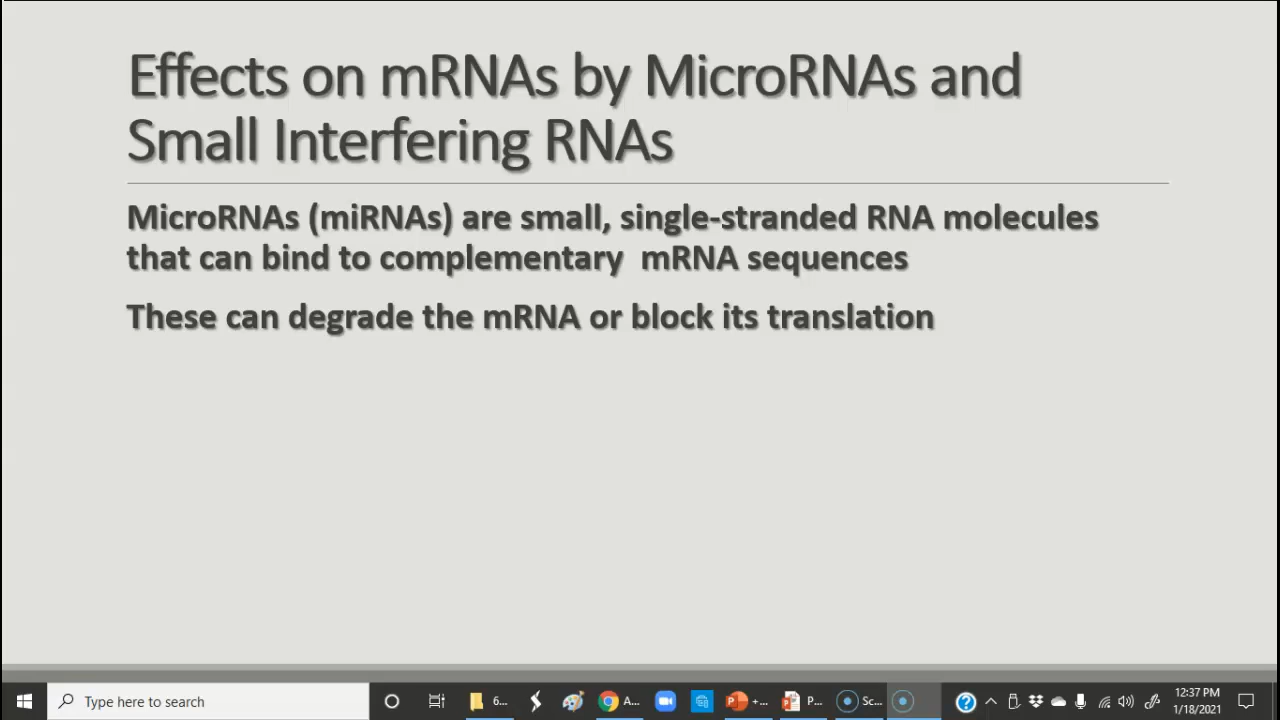 Effects on mRNAs by MicroRNAs and
Small Interfering RNAs
MicroRNAs (miRNAs) are small, single-stranded RNA molecules
that can bind to complementary mRNA sequences
These can degrade the mRNA or block its translation
Type here to search
6...
A...
+...
P...
Sc...
12:37 PM
1/18/2021